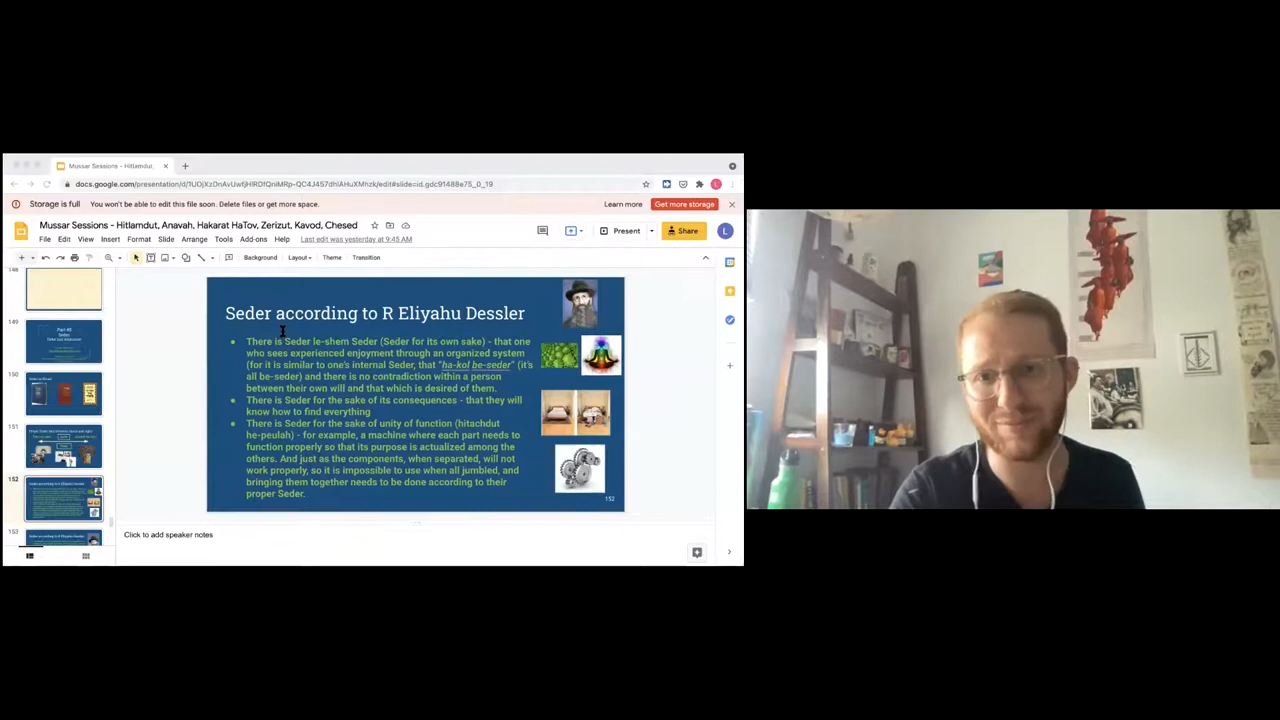 Mussar Sessions - Hitlamdut,
docs.google.com/presentation/d/1UOjXzDnAvUwfjHIRDfQniMRp-QC4J457dhlAHuXMhzk/edit#slide=id.gdc91488e75_0_19
L
Storage is full You won't be able to edit this file soon. Delete files or get more space.
Learn more
Get more storage
Mussar Sessions - Hitlamdut, Anavah, Hakarat HaTov, Zerizut, Kavod, Chesed
Present
Share
L
File Edit View Insert Format Slide Arrange Tools Add-ons Help Last edit was yesterday at 9:45 AM
Background Layout Theme Transition
148
149
150
151
152
153
Seder according to R Eliyahu Dessler
● There is Seder le-shem Seder (Seder for its own sake) - that one
who sees experienced enjoyment through an organized system
(for it is similar to one's internal Seder, that "ha-kol be-seder" (it's
all be-seder) and there is no contradiction within a person
between their own will and that which is desired of them.
● There is Seder for the sake of its consequences - that they will
know how to find everything
● There is Seder for the sake of unity of function (hitachdut
he-peulah) - for example, a machine where each part needs to
function properly so that its purpose is actualized among the
others. And just as the components, when separated, will not
work properly, so it is impossible to use when all jumbled, and
bringing them together needs to be done according to their
proper Seder.
152
Click to add speaker notes